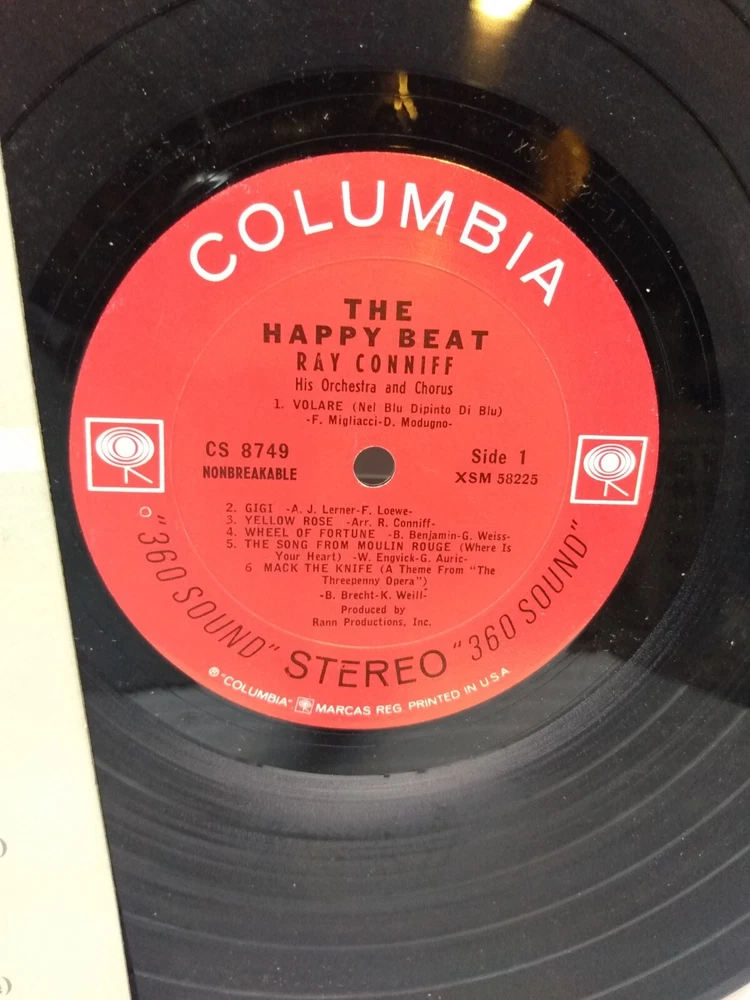 COLUMBIA
THE
HAPPY BEAT
RAY CONNIFF
His Orchestra and Chorus
1. VOLARE (Nel Blu Dipinto Di Blu)
-F. Migliacci-D. Modugno-
CS 8749
NONBREAKABLE
Side 1
XSM 58225
2. GIGI -A. J. Lerner-F. Loewe-
3. YELLOW ROSE -Arr. R. Conniff-
4. WHEEL OF FORTUNE -B. Benjamin-G. Weiss-
5. THE SONG FROM MOULIN ROUGE (Where Is
Your Heart) -W. Engvick-G. Auric-
6 MACK THE KNIFE (A Theme From "The
Threepenny Opera")
-B. Brecht-K. Weill-
Produced by
Rann Productions, Inc.
"360 SOUND" STEREO "360 SOUND"
® "COLUMBIA" MARCAS REG. PRINTED IN U.S.A